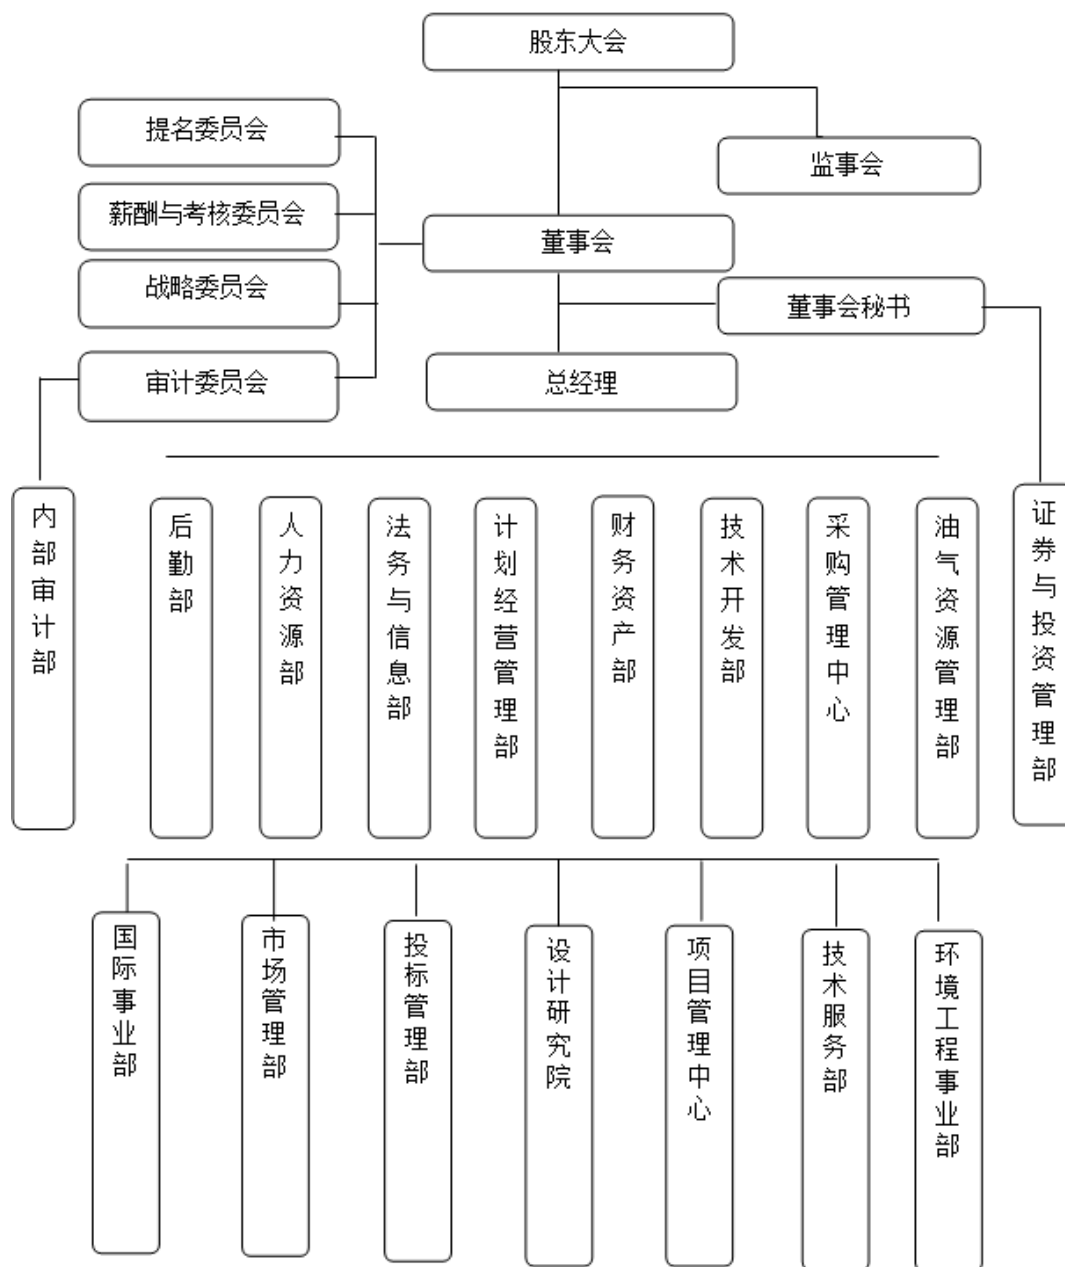 股东大会
提名委员会
监事会
薪酬与考核委员会
董事会
战略委员会
董事会秘书
审计委员会
总经理
内部审计部
后勤部
人力资源部
法务与信息部
计划经营管理部
财务资产部
技术开发部
采购管理中心
油气资源管理部
证券与投资管理部
国际事业部
市场管理部
投标管理部
设计研究院
项目管理中心
技术服务部
环境工程事业部